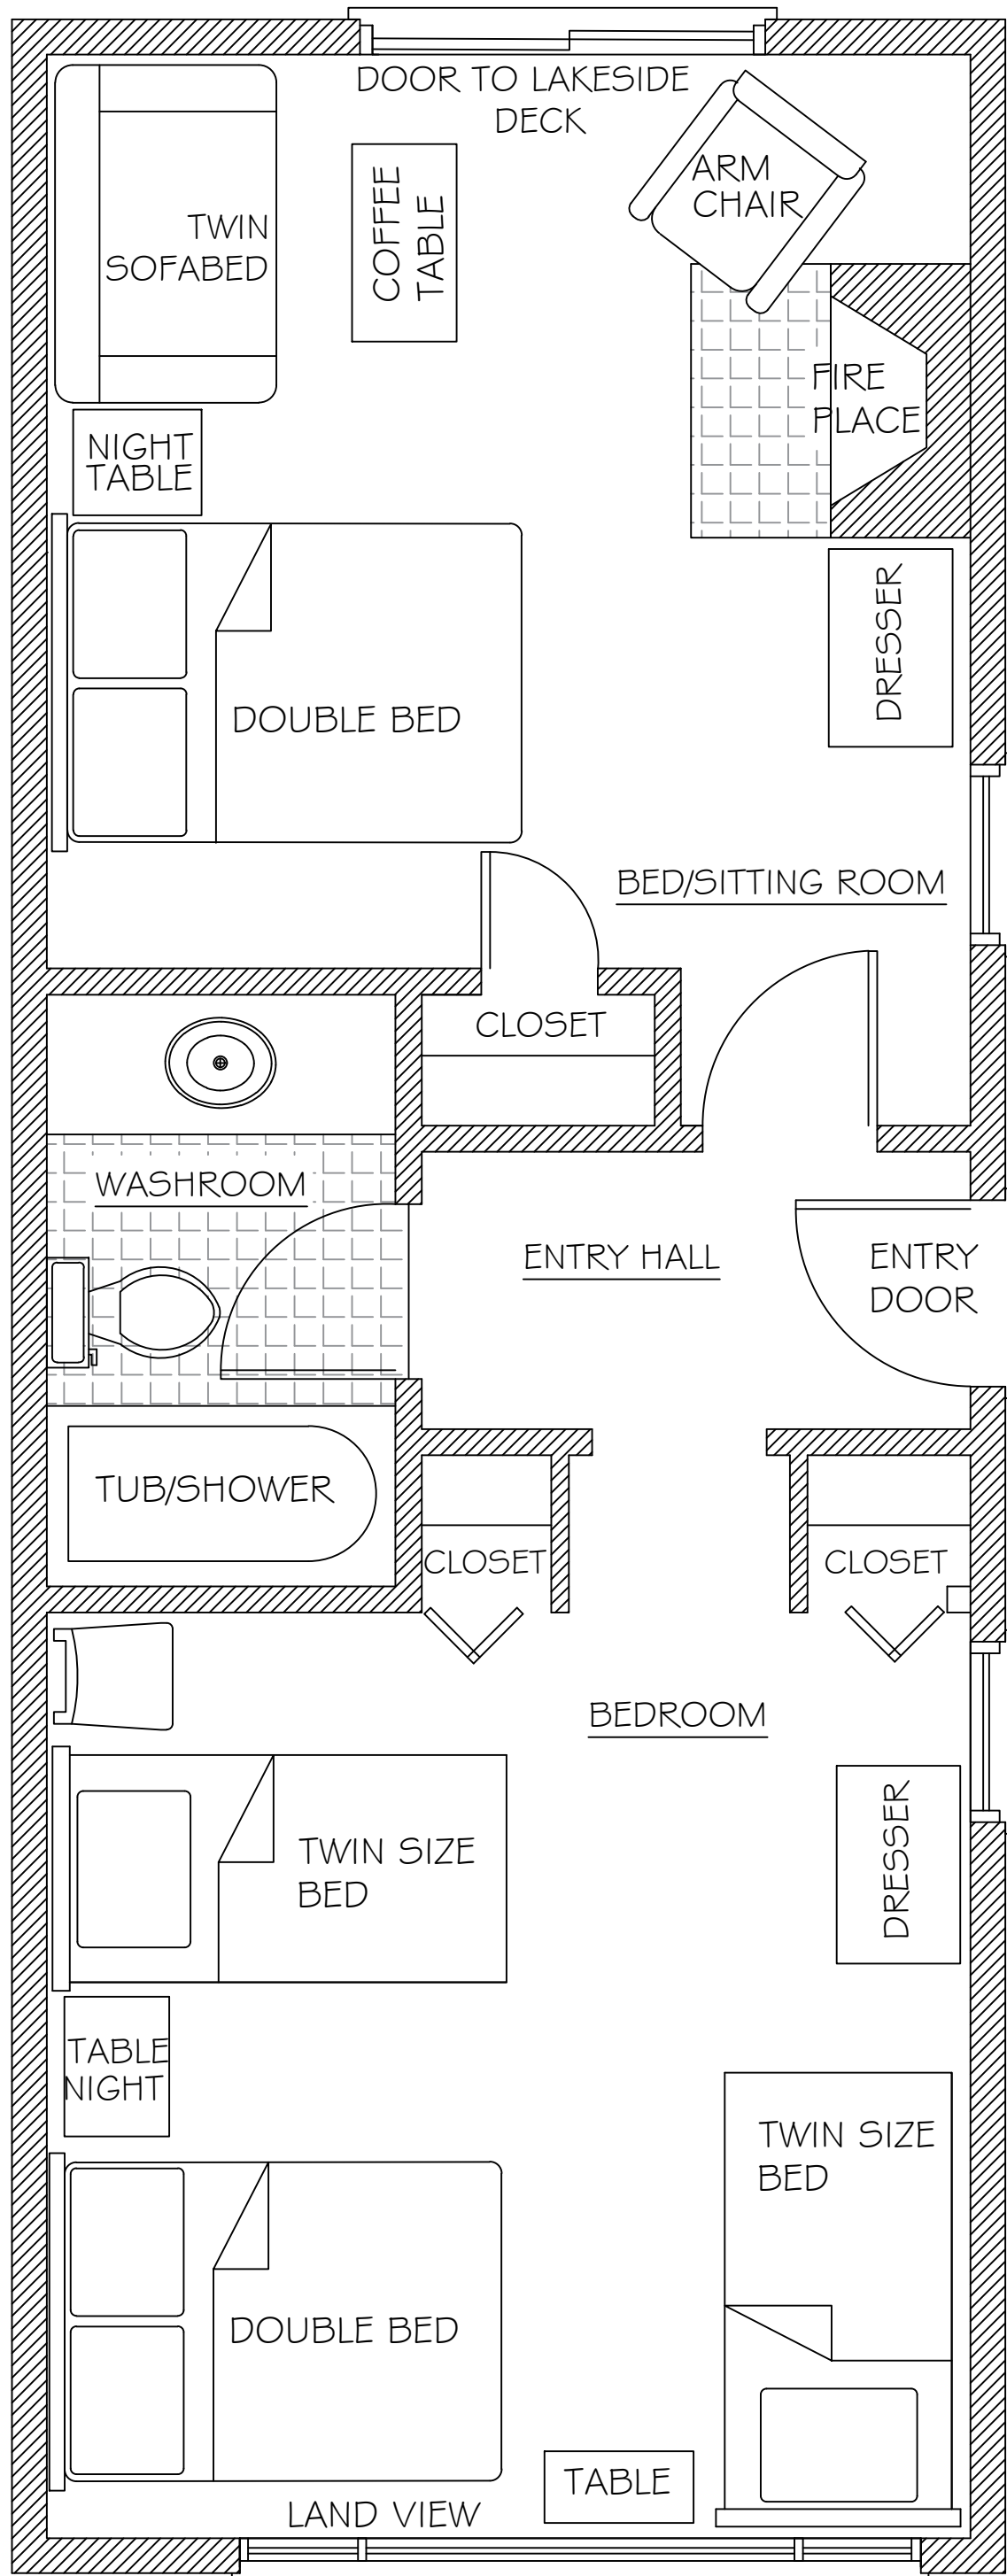 DOOR TO LAKESIDE
DECK
ARM
CHAIR
COFFEE
TABLE
TWIN
SOFABED
FIRE
PLACE
NIGHT
TABLE
DRESSER
DOUBLE BED
BED/SITTING ROOM
CLOSET
WASHROOM
ENTRY HALL
ENTRY
DOOR
TUB/SHOWER
CLOSET
CLOSET
BEDROOM
DRESSER
TWIN SIZE
BED
TABLE
NIGHT
TWIN SIZE
BED
DOUBLE BED
TABLE
LAND VIEW